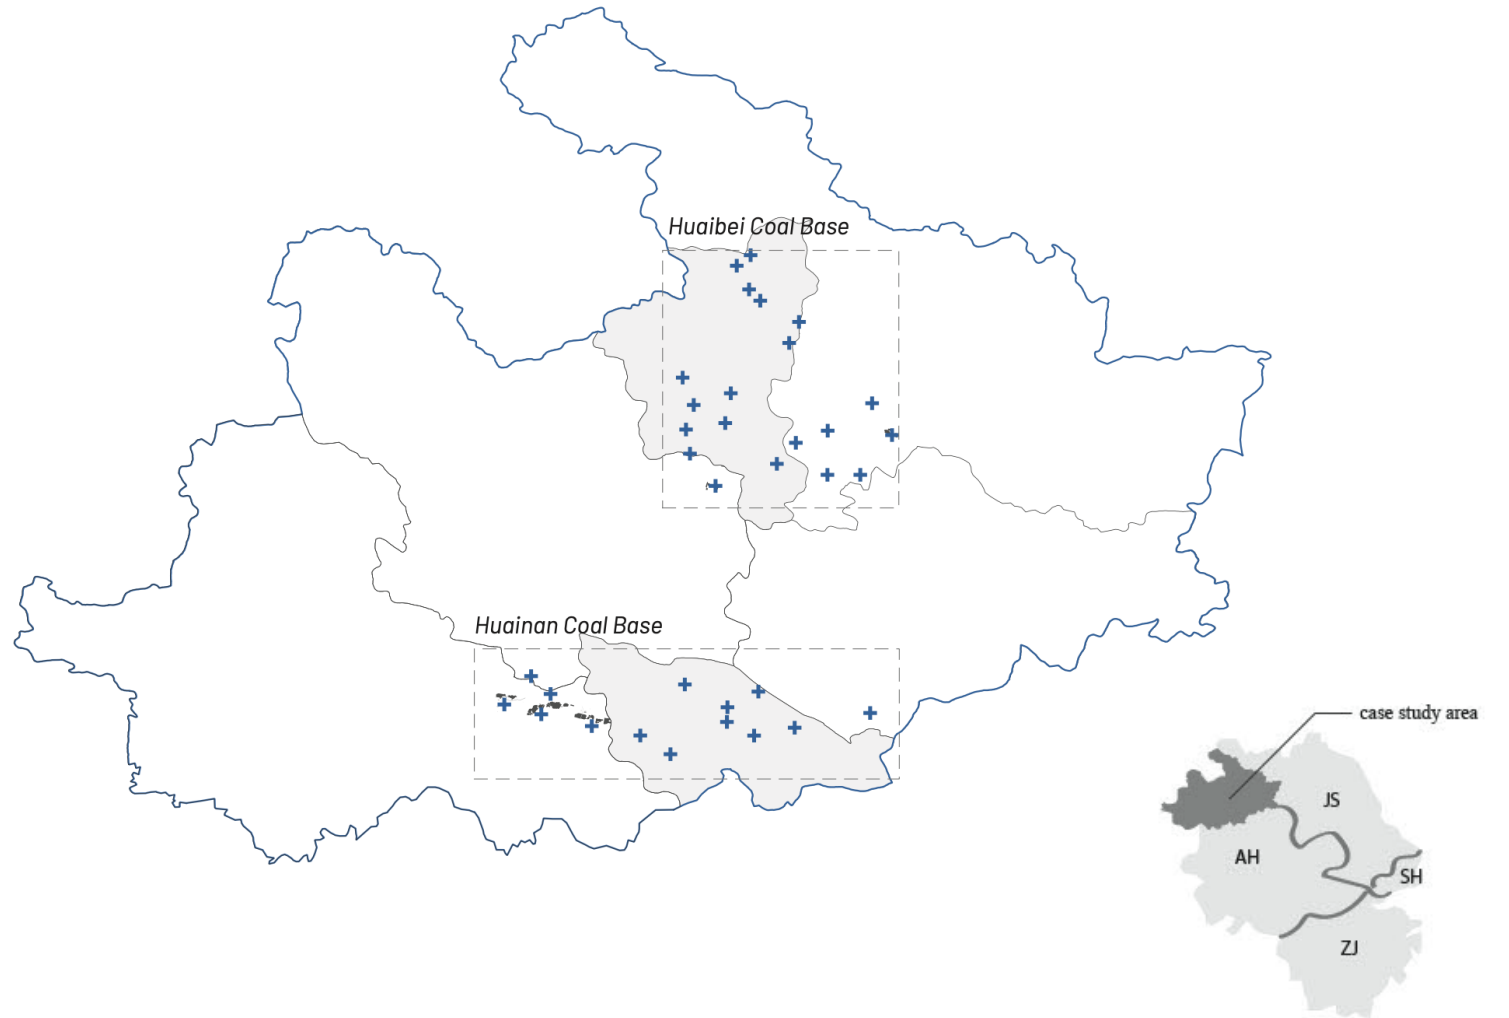 Huaibei Coal Base
Huainan Coal Base
case study area
JS
AH
SH
ZJ